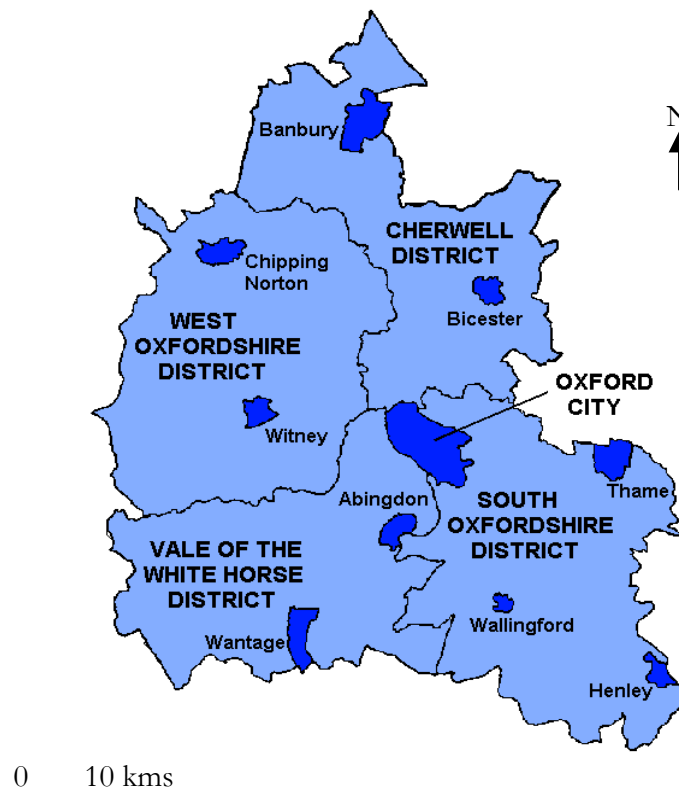 N
Banbury
CHERWELL
DISTRICT
Chipping
Norton
Bicester
WEST
OXFORDSHIRE
DISTRICT
OXFORD
CITY
Witney
Thame
Abingdon
SOUTH
OXFORDSHIRE
DISTRICT
VALE OF THE
WHITE HORSE
DISTRICT
Wallingford
Wantage
Henley
0 10 kms